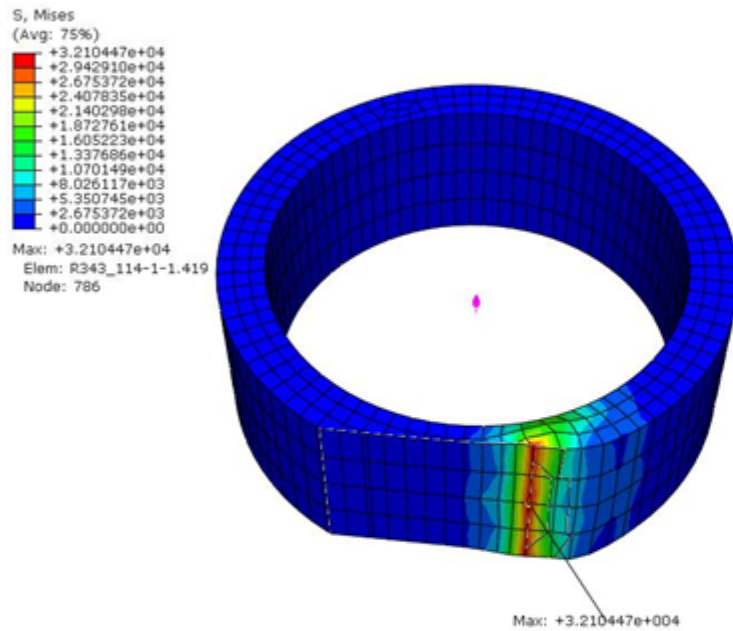 S, Mises
(Avg: 75%)
+3.210447e+04
+2.942910e+04
+2.675372e+04
+2.407835e+04
+2.140298e+04
+1.872761e+04
+1.605223e+04
+1.337686e+04
+1.070149e+04
+8.026117e+03
+5.350745e+03
+2.675372e+03
+0.000000e+00
Max: +3.210447e+04
Elem: R343_114-1-1.419
Node: 786
Max: +3.210447e+004